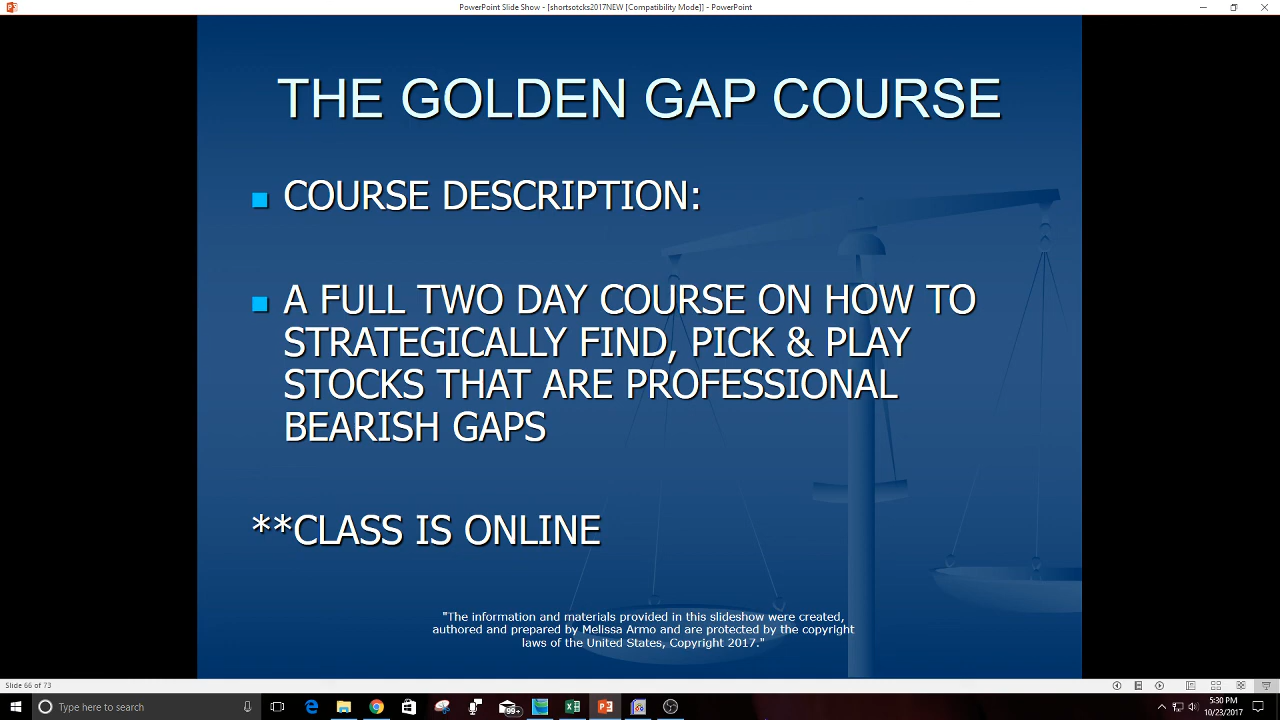 PowerPoint Slide Show - [shortsotcks2017NEW [Compatibility Mode]] - PowerPoint
THE GOLDEN GAP COURSE
COURSE DESCRIPTION:
A FULL TWO DAY COURSE ON HOW TO
STRATEGICALLY FIND, PICK & PLAY
STOCKS THAT ARE PROFESSIONAL
BEARISH GAPS
**CLASS IS ONLINE
"The information and materials provided in this slideshow were created,
authored and prepared by Melissa Armo and are protected by the copyright
laws of the United States, Copyright 2017."
Slide 66 of 73
Type here to search
99+
5:30 PM
10/23/2017